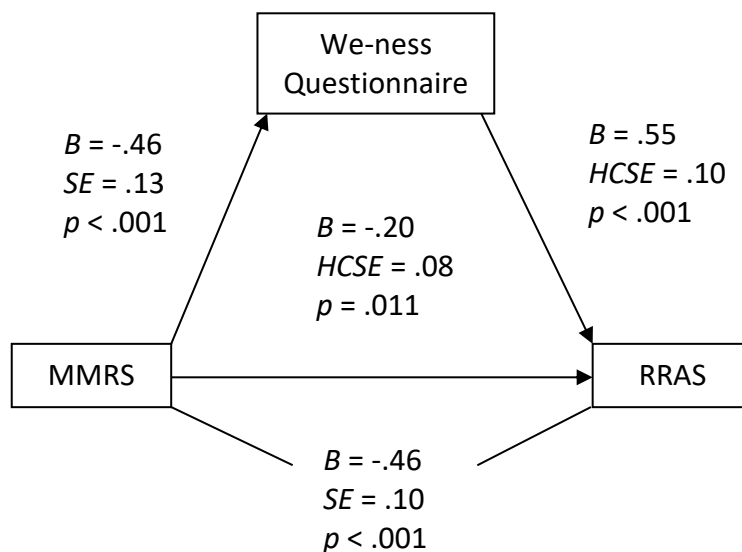 We-ness
Questionnaire
B = -.46
SE = .13
p < .001
B = .55
HCSE = .10
p < .001
B = -.20
HCSE = .08
p = .011
MMRS
RRAS
B = -.46
SE = .10
p < .001